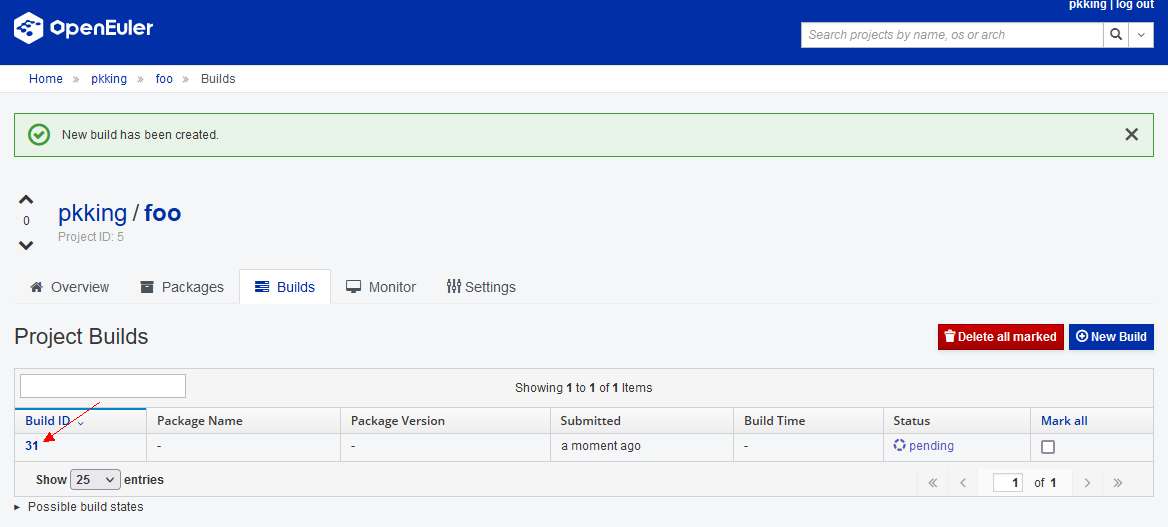 pkking | log out
OpenEuler
Search projects by name, os or arch
Home » pkking » foo » Builds
New build has been created.
0
pkking / foo
Project ID: 5
Overview Packages Builds Monitor Settings
Project Builds
Delete all marked New Build
Showing 1 to 1 of 1 Items
Build ID Package Name Package Version Submitted Build Time Status Mark all
31 - - a moment ago - pending
Show 25 entries
« ‹ 1 of 1 › »
Possible build states